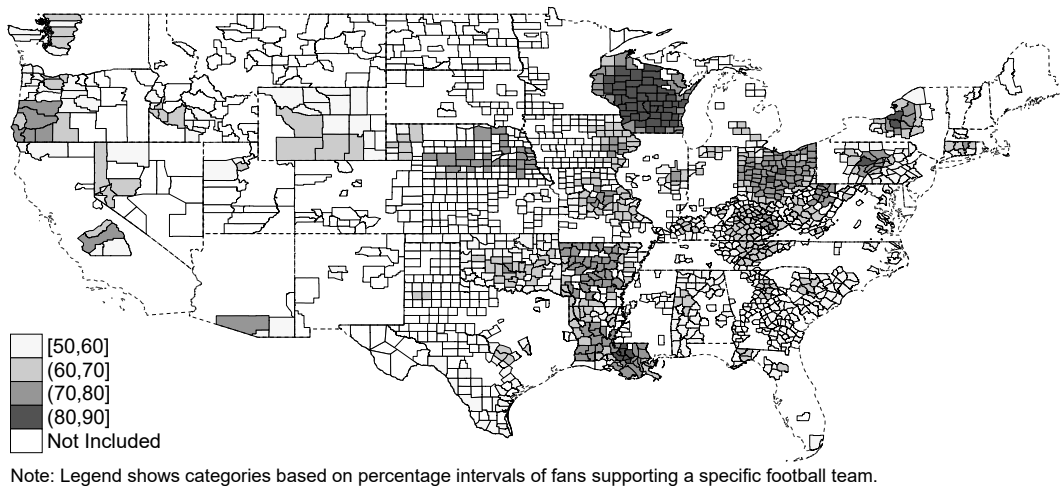 [50,60]
(60,70]
(70,80]
(80,90]
Not Included
Note: Legend shows categories based on percentage intervals of fans supporting a specific football team.